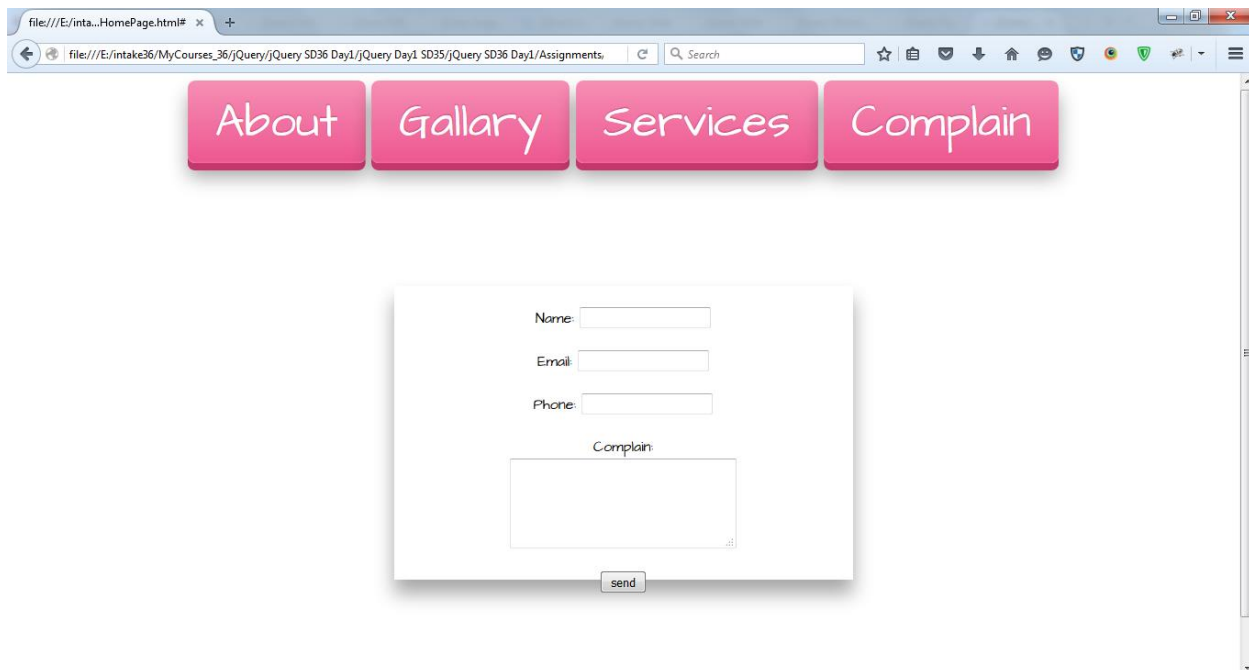 file:///E:/inta...HomePage.html#
file:///E:/intake36/MyCourses_36/jQuery/jQuery SD36 Day1/jQuery Day1 SD35/jQuery SD36 Day1/Assignments/
Search
About Gallary Services Complain
Name:
Email:
Phone:
Complain:
send